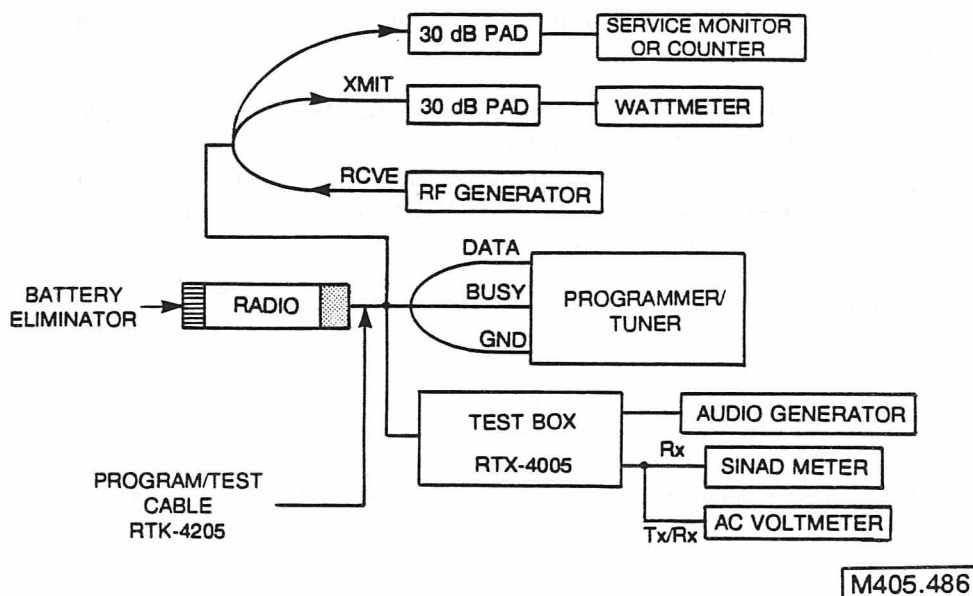 30 dB PAD
SERVICE MONITOR
OR COUNTER
XMIT
30 dB PAD
WATTMETER
RCVE
RF GENERATOR
DATA
BATTERY
ELIMINATOR
RADIO
BUSY
PROGRAMMER/
TUNER
GND
TEST BOX
RTX-4005
AUDIO GENERATOR
Rx
SINAD METER
PROGRAM/TEST
CABLE
RTK-4205
Tx/Rx
AC VOLTMETER
M405.486